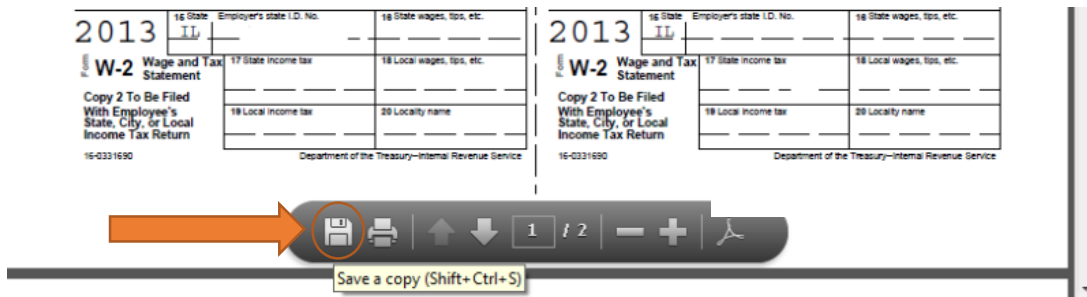 16 State Employer's state I.D. No. 16 State wages, tips, etc.
2013 IL
Form W-2 Wage and Tax Statement
17 State income tax 18 Local wages, tips, etc.
Copy 2 To Be Filed
With Employee's
State, City, or Local
Income Tax Return
19 Local income tax 20 Locality name
16-0331690 Department of the Treasury—Internal Revenue Service
16 State Employer's state I.D. No. 16 State wages, tips, etc.
2013 IL
Form W-2 Wage and Tax Statement
17 State income tax 18 Local wages, tips, etc.
Copy 2 To Be Filed
With Employee's
State, City, or Local
Income Tax Return
19 Local income tax 20 Locality name
16-0331690 Department of the Treasury—Internal Revenue Service
1 / 2
Save a copy (Shift+Ctrl+S)